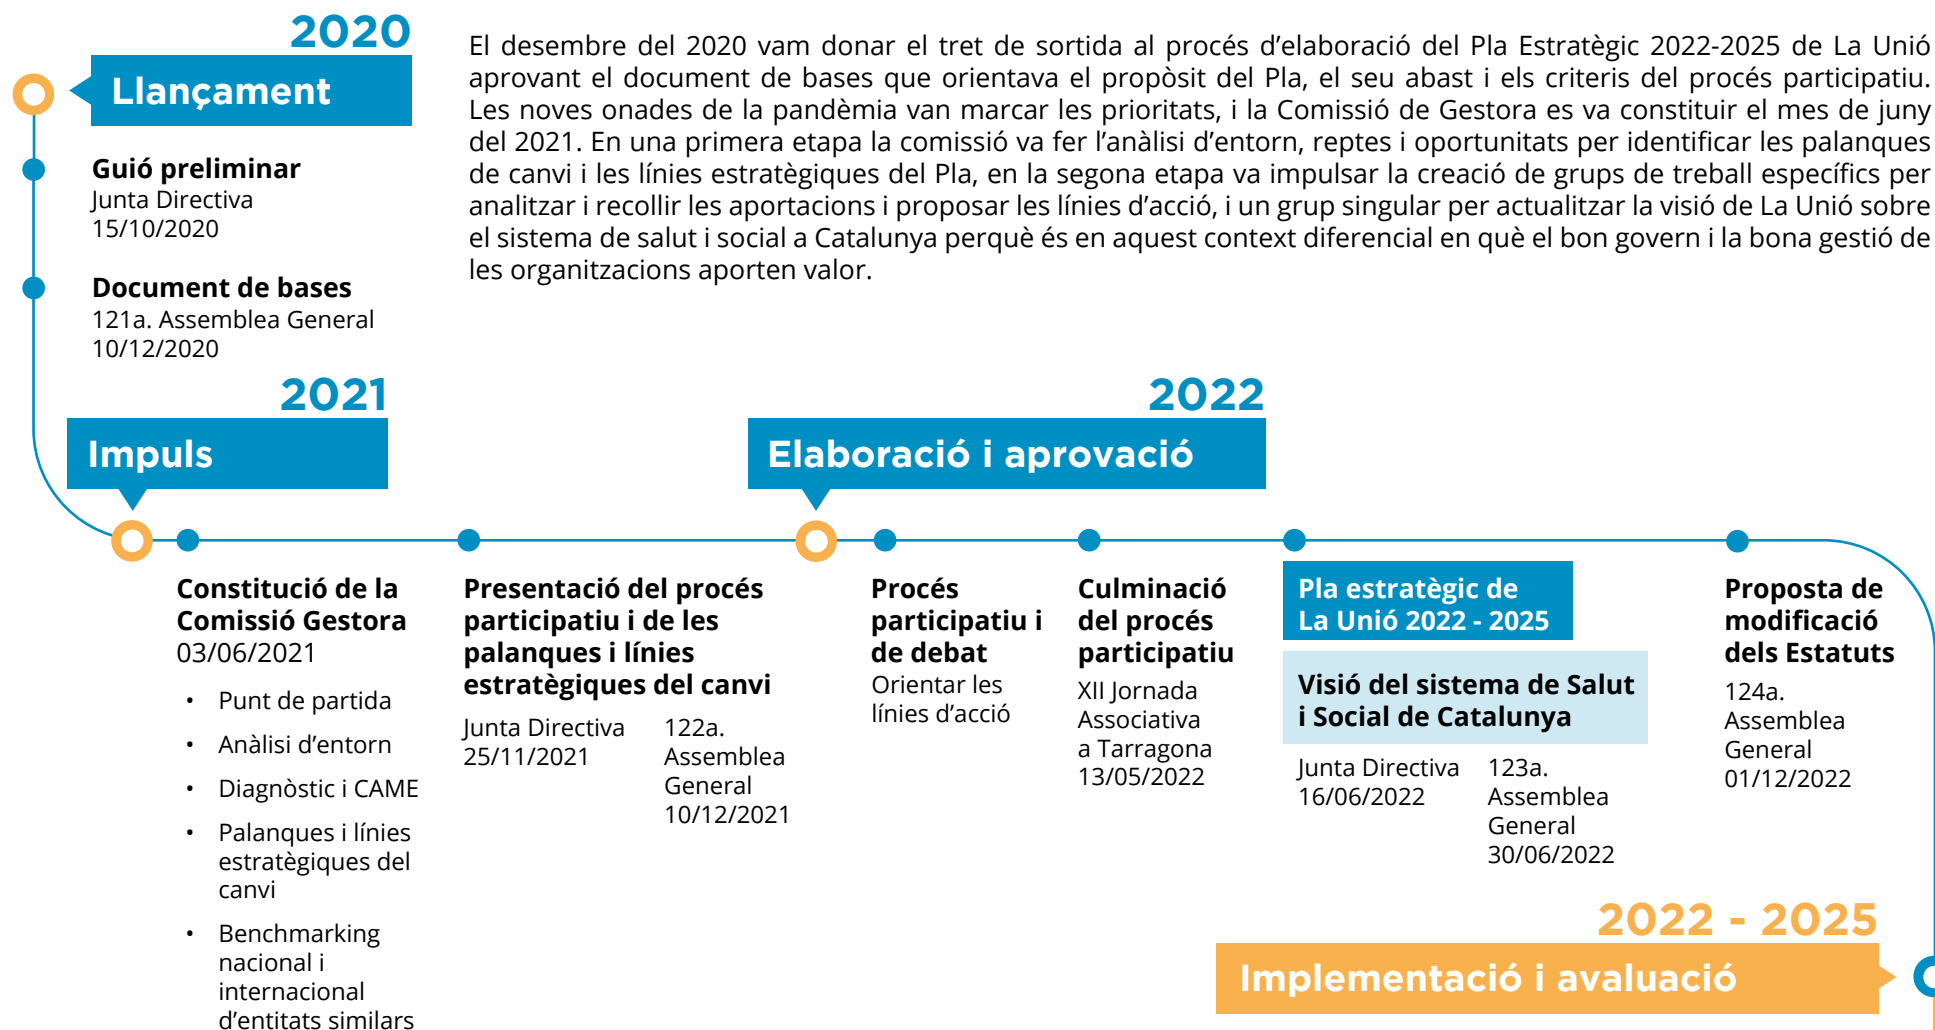 2020
Llançament
Guió preliminar
Junta Directiva
15/10/2020
Document de bases
121a. Assemblea General
10/12/2020
El desembre del 2020 vam donar el tret de sortida al procés d’elaboració del Pla Estratègic 2022-2025 de La Unió
aprovant el document de bases que orientava el propòsit del Pla, el seu abast i els criteris del procés participatiu.
Les noves onades de la pandèmia van marcar les prioritats, i la Comissió de Gestora es va constituir el mes de juny
del 2021. En una primera etapa la comissió va fer l’anàlisi d’entorn, reptes i oportunitats per identificar les palanques
de canvi i les línies estratègiques del Pla, en la segona etapa va impulsar la creació de grups de treball específics per
analitzar i recollir les aportacions i proposar les línies d’acció, i un grup singular per actualitzar la visió de La Unió sobre
el sistema de salut i social a Catalunya perquè és en aquest context diferencial en què el bon govern i la bona gestió de
les organitzacions aporten valor.
2021
Impuls
Constitució de la
Comissió Gestora
03/06/2021
• Punt de partida
• Anàlisi d’entorn
• Diagnòstic i CAME
• Palanques i línies
estratègiques del
canvi
• Benchmarking
nacional i
internacional
d’entitats similars
Presentació del procés
participatiu i de les
palanques i línies
estratègiques del canvi
Junta Directiva
25/11/2021
122a.
Assemblea
General
10/12/2021
2022
Elaboració i aprovació
Procés
participatiu i
de debat
Orientar les
línies d’acció
Culminació
del procés
participatiu
XII Jornada
Associativa
a Tarragona
13/05/2022
Pla estratègic de
La Unió 2022 - 2025
Visió del sistema de Salut
i Social de Catalunya
Junta Directiva
16/06/2022
123a.
Assemblea
General
30/06/2022
Proposta de
modificació
dels Estatuts
124a.
Assemblea
General
01/12/2022
2022 - 2025
Implementació i avaluació